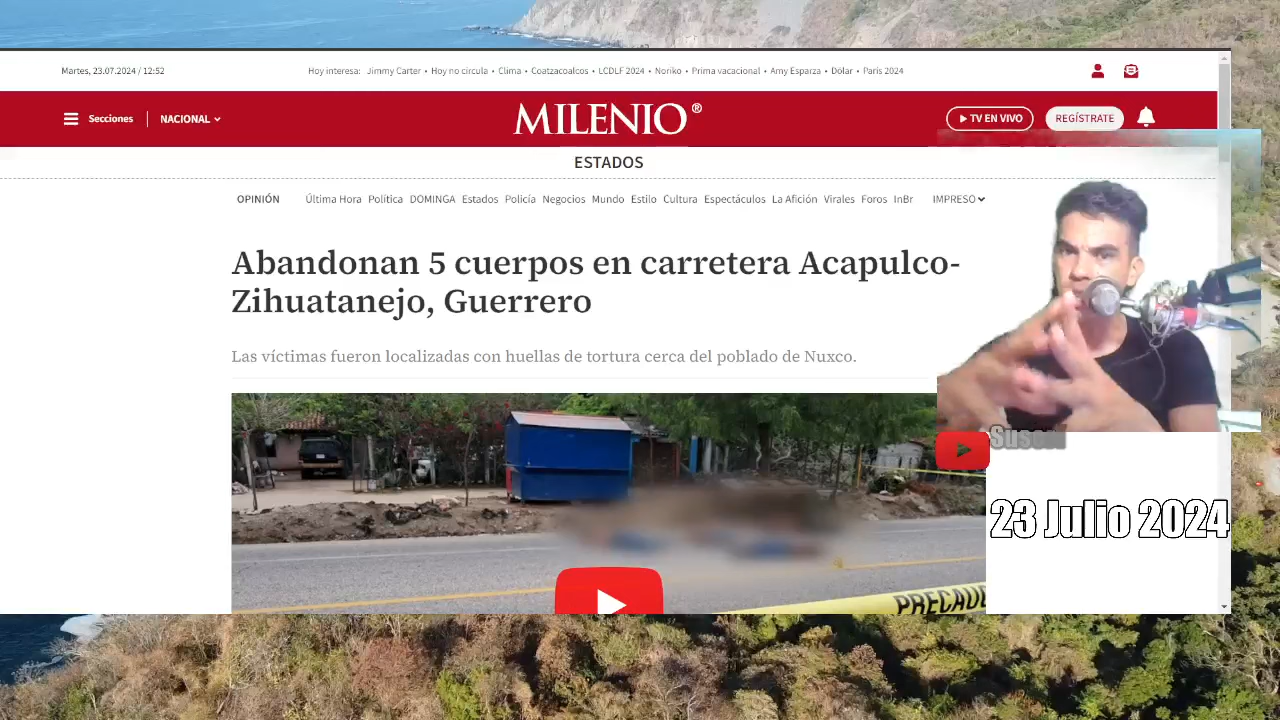 Martes, 23.07.2024 / 12:52
Hoy interesa: Jimmy Carter • Hoy no circula • Clima • Coatzacoalcos • LCDLF 2024 • Noriko • Prima vacacional • Amy Esparza • Dólar • París 2024
Secciones NACIONAL MILENIO® TV EN VIVO REGÍSTRATE
ESTADOS
OPINIÓN Última Hora Política DOMINGA Estados Policía Negocios Mundo Estilo Cultura Espectáculos La Afición Virales Foros InBr IMPRESO
Abandonan 5 cuerpos en carretera Acapulco-
Zihuatanejo, Guerrero
Las víctimas fueron localizadas con huellas de tortura cerca del poblado de Nuxco.
23 Julio 2024